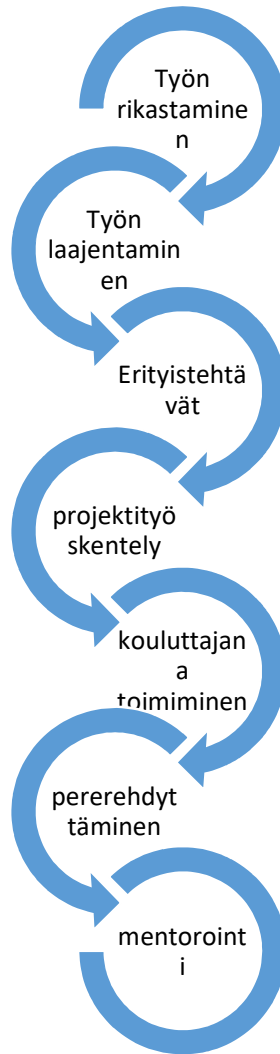 Työn
rikastamine
n
Työn
laajentamin
en
Erityistehtä
vät
projektityö
skentely
kouluttajan
a
toimiminen
pererehdyt
täminen
mentoroint
i